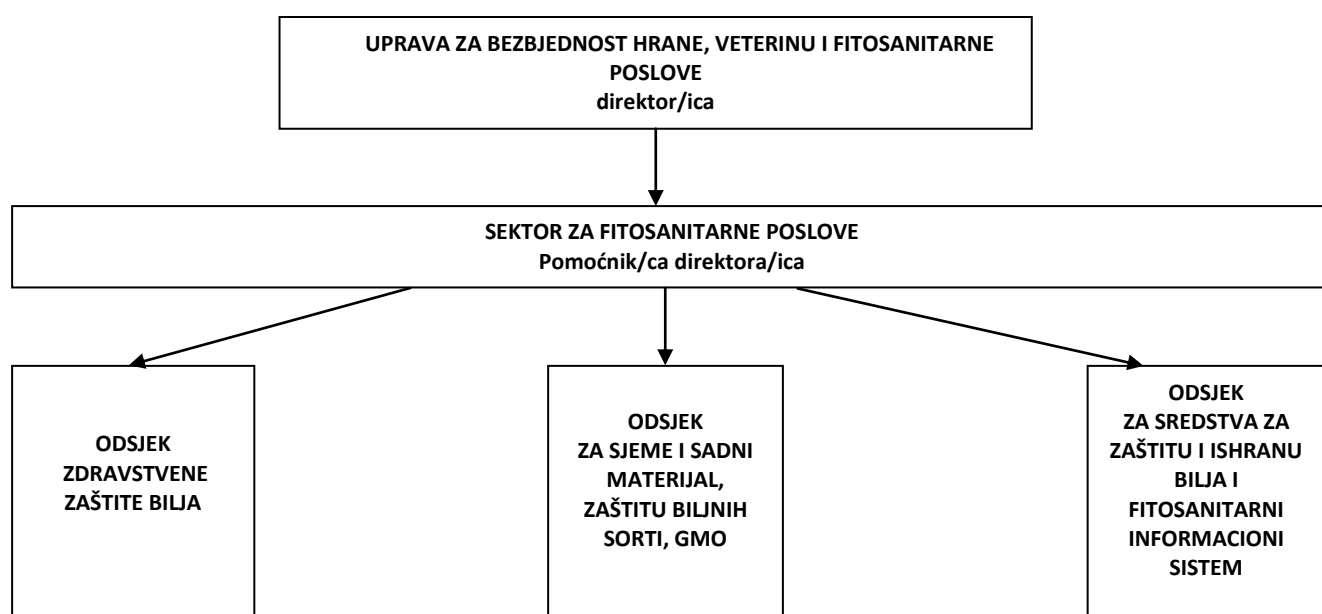 UPRAVA ZA BEZBJEDNOST HRANE, VETERINU I FITOSANITARNE
POSLOVE
direktor/ica
SEKTOR ZA FITOSANITARNE POSLOVE
Pomoćnik/ca direktora/ica
ODSJEK
ZDRAVSTVENE
ZAŠTITE BILJA
ODSJEK
ZA SJEME I SADNI
MATERIJAL,
ZAŠTITU BILJNIH
SORTI, GMO
ODSJEK
ZA SREDSTVA ZA
ZAŠTITU I ISHRANU
BILJA I
FITOSANITARNI
INFORMACIONI
SISTEM